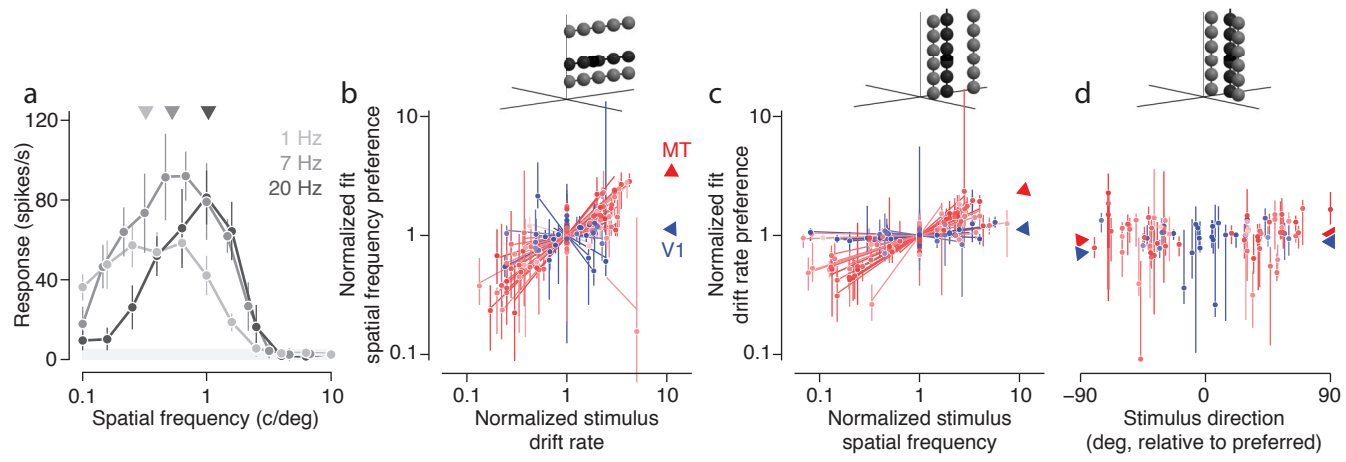 a
120
80
40
0
Response (spikes/s)
1 Hz
7 Hz
20 Hz
0.1
1
10
Spatial frequency (c/deg)
b
10
1
0.1
Normalized fit
spatial frequency preference
MT
V1
0.1
1
10
Normalized stimulus
drift rate
c
10
1
0.1
Normalized fit
drift rate preference
0.1
1
10
Normalized stimulus
spatial frequency
d
−90
0
90
Stimulus direction
(deg, relative to preferred)